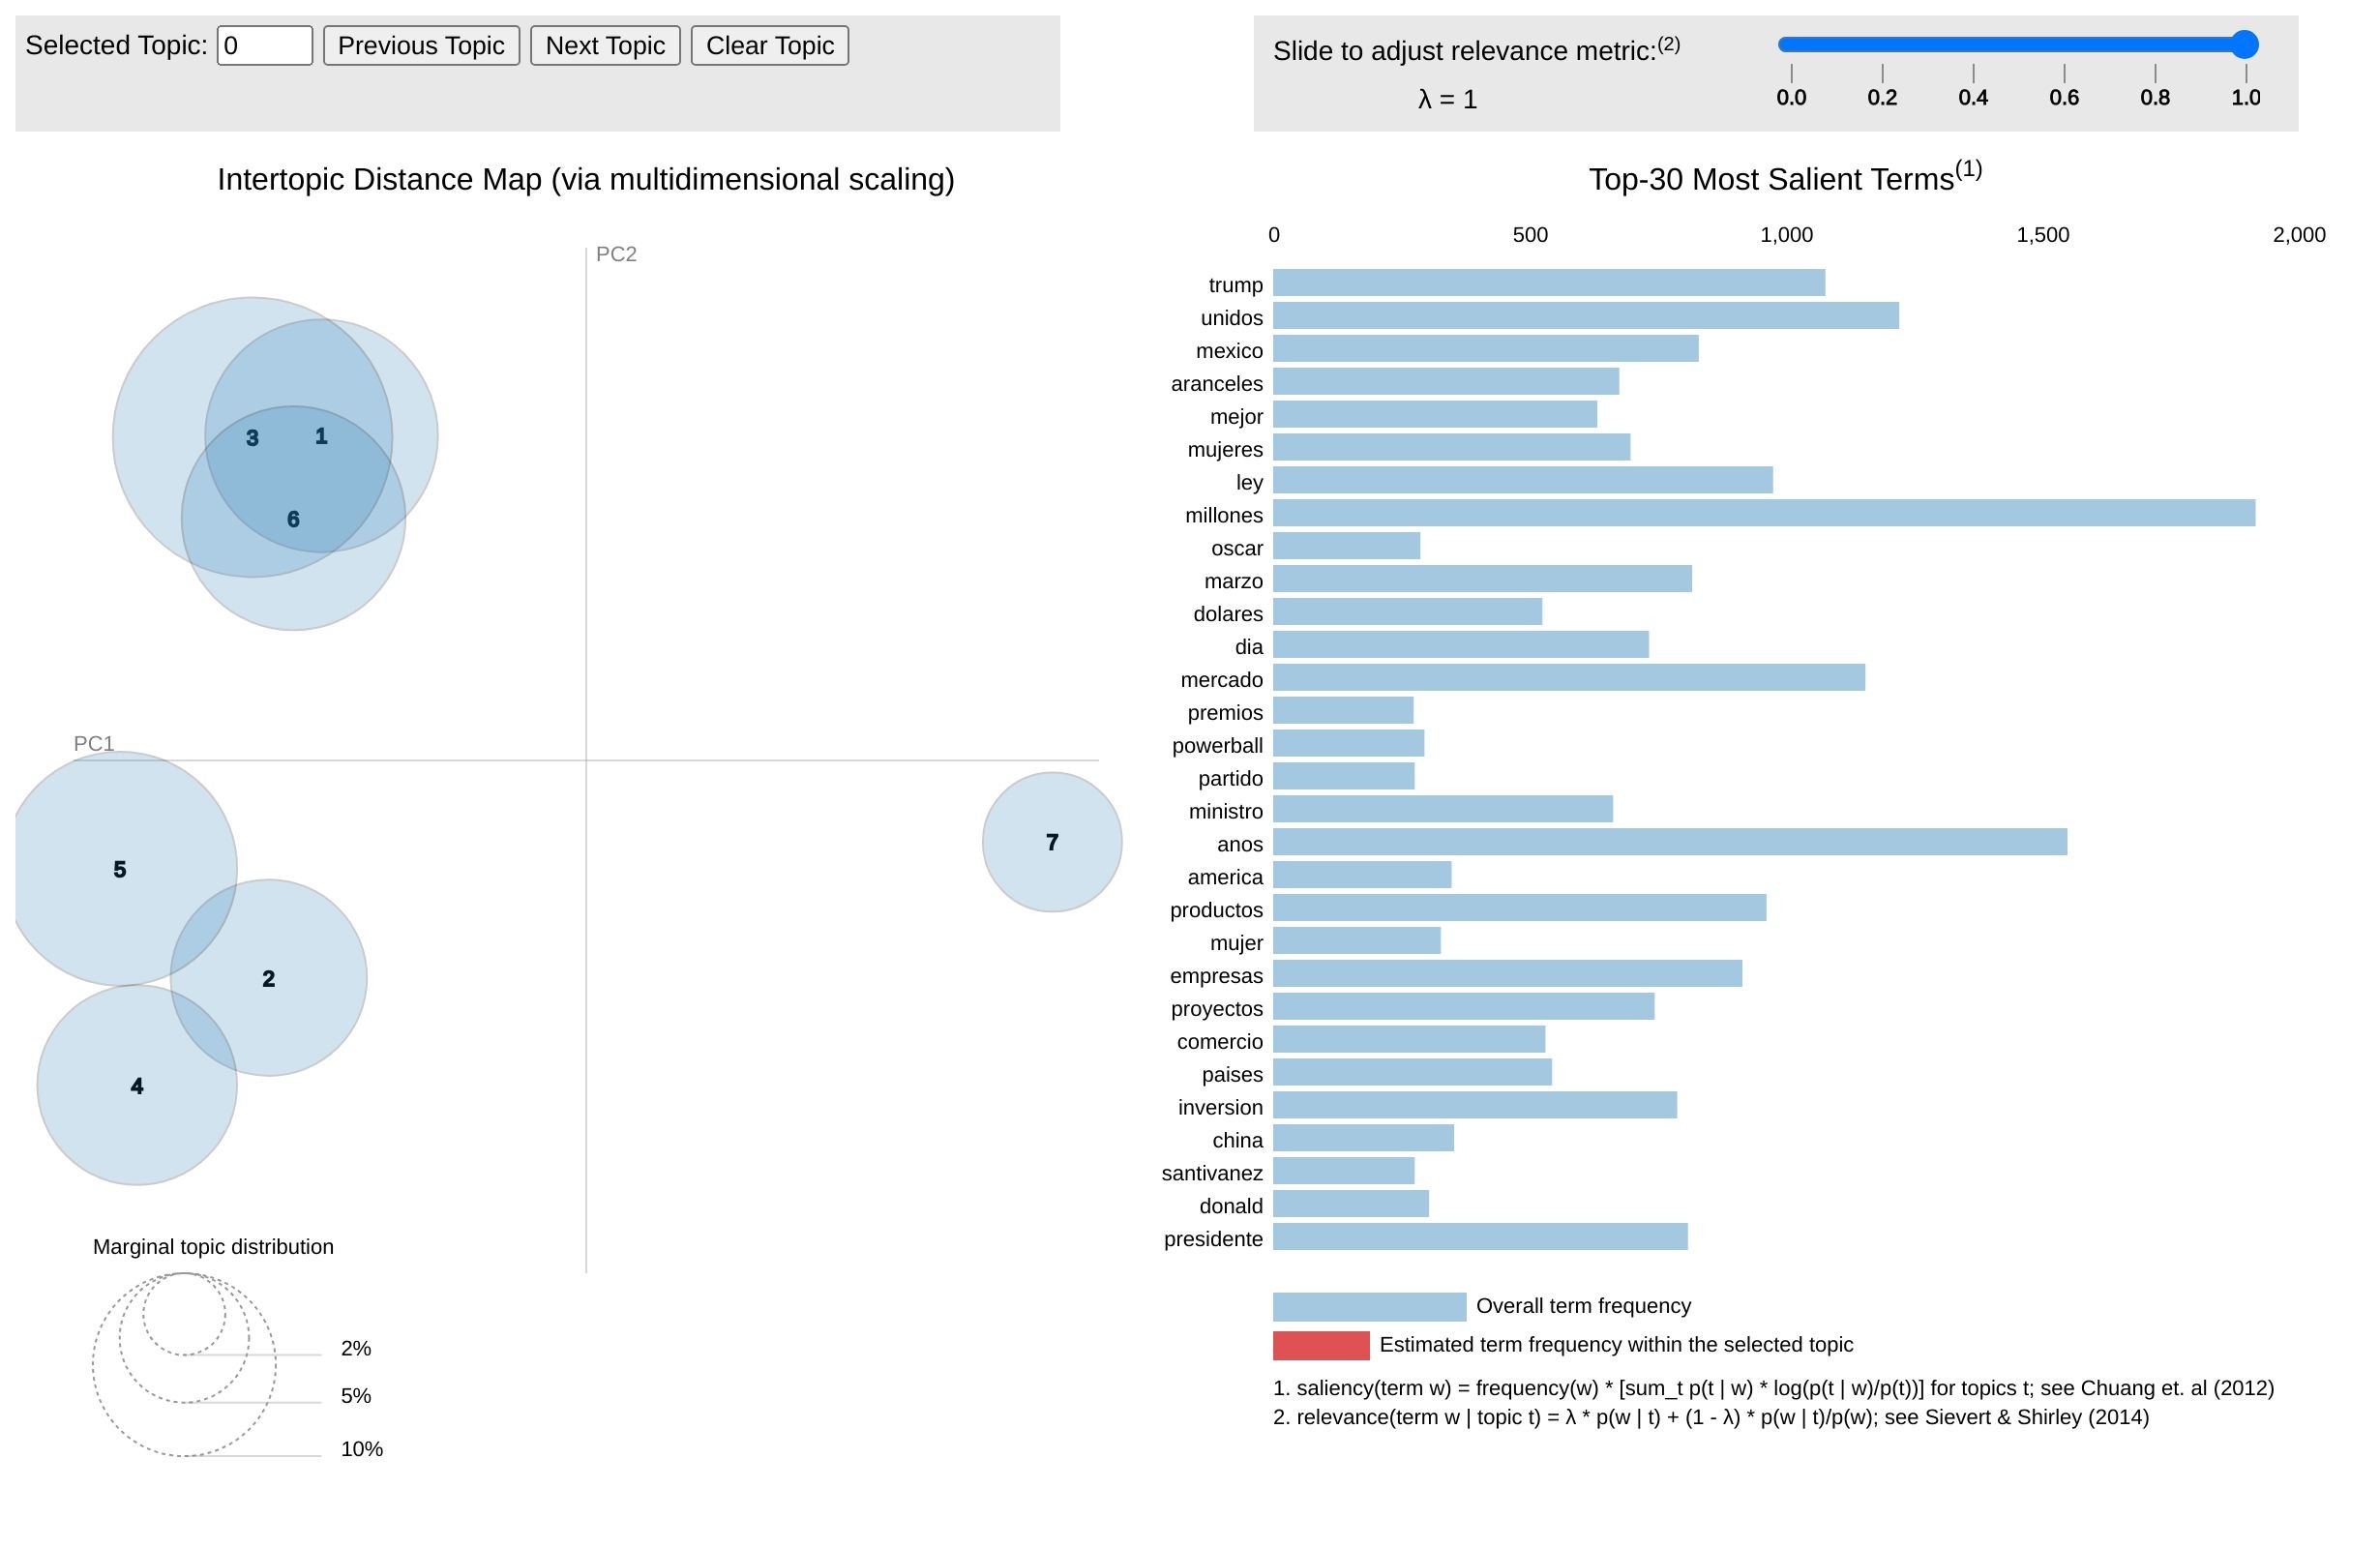 Selected Topic: 0 Previous Topic Next Topic Clear Topic
Slide to adjust relevance metric:(2)
λ = 1
0.0 0.2 0.4 0.6 0.8 1.0
Intertopic Distance Map (via multidimensional scaling)
PC2
3 1
6
PC1
5
7
2
4
Marginal topic distribution
2%
5%
10%
Top-30 Most Salient Terms(1)
0 500 1,000 1,500 2,000
trump
unidos
mexico
aranceles
mejor
mujeres
ley
millones
oscar
marzo
dolares
dia
mercado
premios
powerball
partido
ministro
anos
america
productos
mujer
empresas
proyectos
comercio
paises
inversion
china
santivanez
donald
presidente
Overall term frequency
Estimated term frequency within the selected topic
1. saliency(term w) = frequency(w) * [sum_t p(t | w) * log(p(t | w)/p(t))] for topics t; see Chuang et. al (2012)
2. relevance(term w | topic t) = λ * p(w | t) + (1 - λ) * p(w | t)/p(w); see Sievert & Shirley (2014)